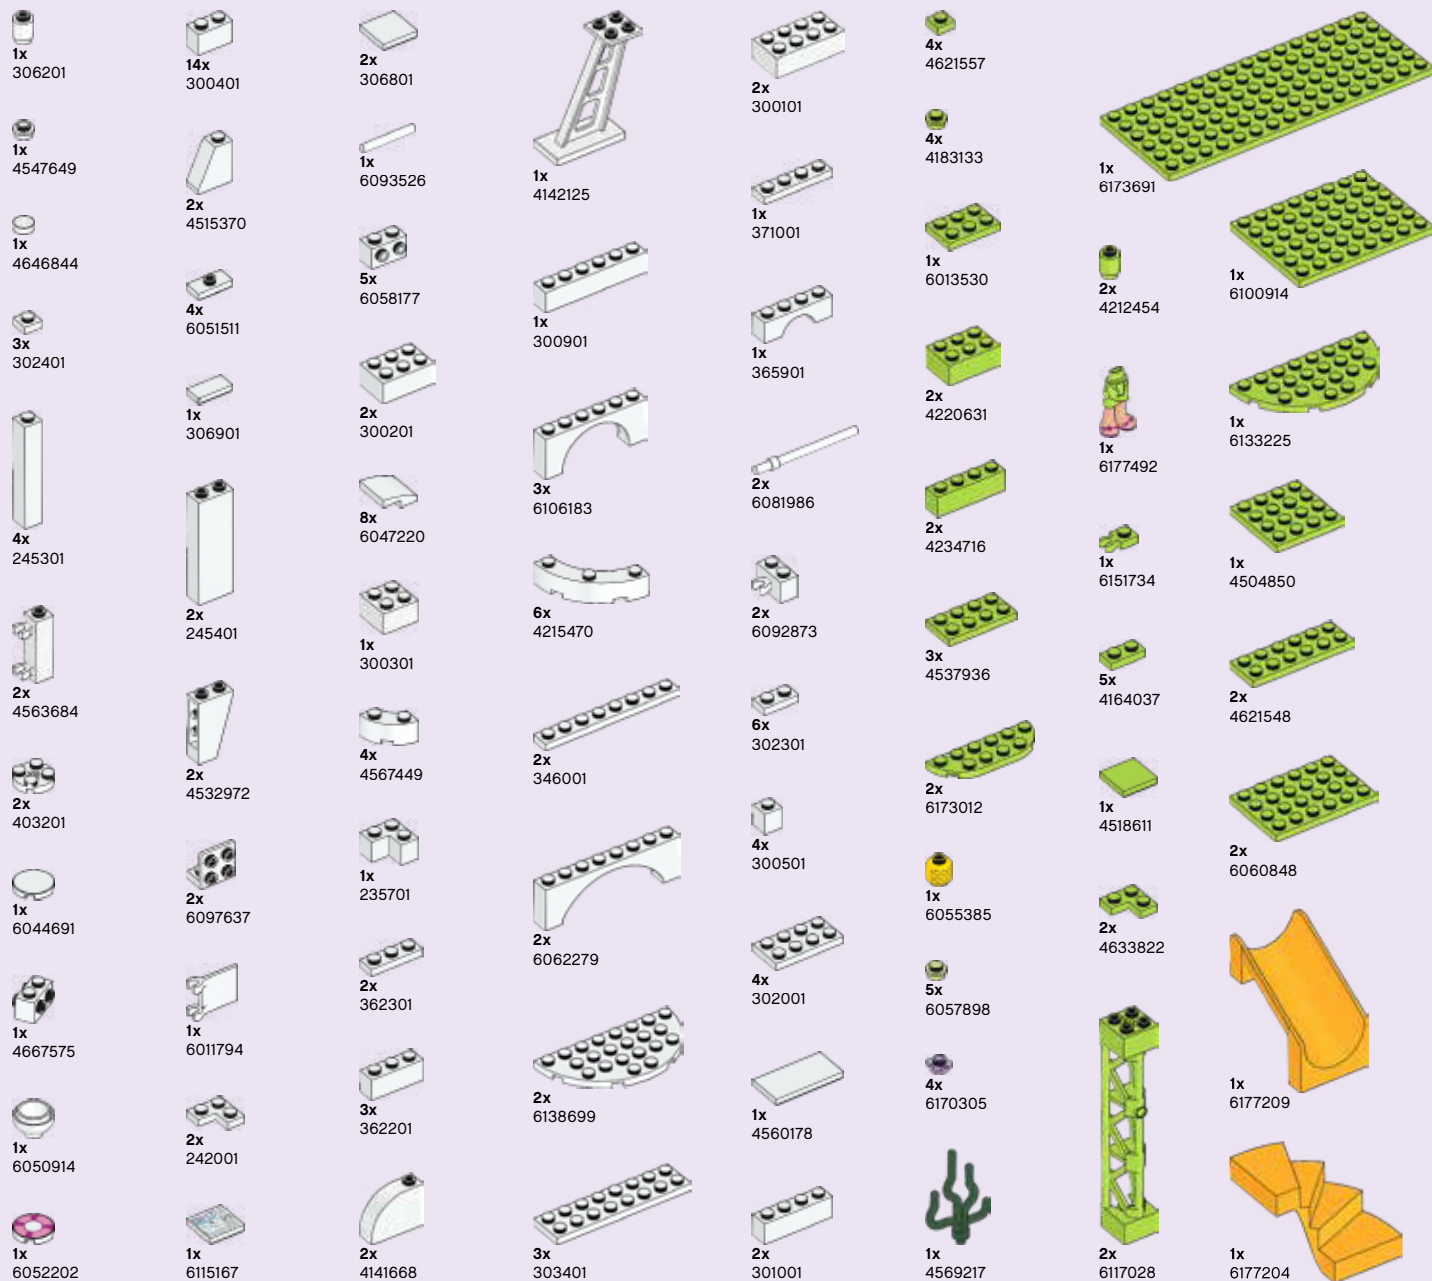 1x
306201
1x
4547649
1x
4646844
3x
302401
4x
245301
2x
4563684
2x
403201
1x
6044691
1x
4667575
1x
6050914
1x
6052202
14x
300401
2x
4515370
4x
6051511
1x
306901
2x
245401
2x
4532972
2x
6097637
1x
6011794
2x
242001
1x
6115167
2x
306801
1x
6093526
5x
6058177
2x
300201
8x
6047220
1x
300301
4x
4567449
1x
235701
2x
362301
3x
362201
2x
4141668
1x
4142125
1x
300901
3x
6106183
6x
4215470
2x
346001
2x
6062279
2x
6138699
3x
303401
2x
300101
1x
371001
1x
365901
2x
6081986
2x
6092873
6x
302301
4x
300501
4x
302001
1x
4560178
2x
301001
4x
4621557
4x
4183133
1x
6013530
2x
4220631
2x
4234716
3x
4537936
2x
6173012
1x
6055385
5x
6057898
4x
6170305
1x
4569217
1x
6173691
2x
4212454
1x
6177492
1x
6151734
5x
4164037
1x
4518611
2x
4633822
2x
6117028
1x
6100914
1x
6133225
1x
4504850
2x
4621548
2x
6060848
1x
6177209
1x
6177204